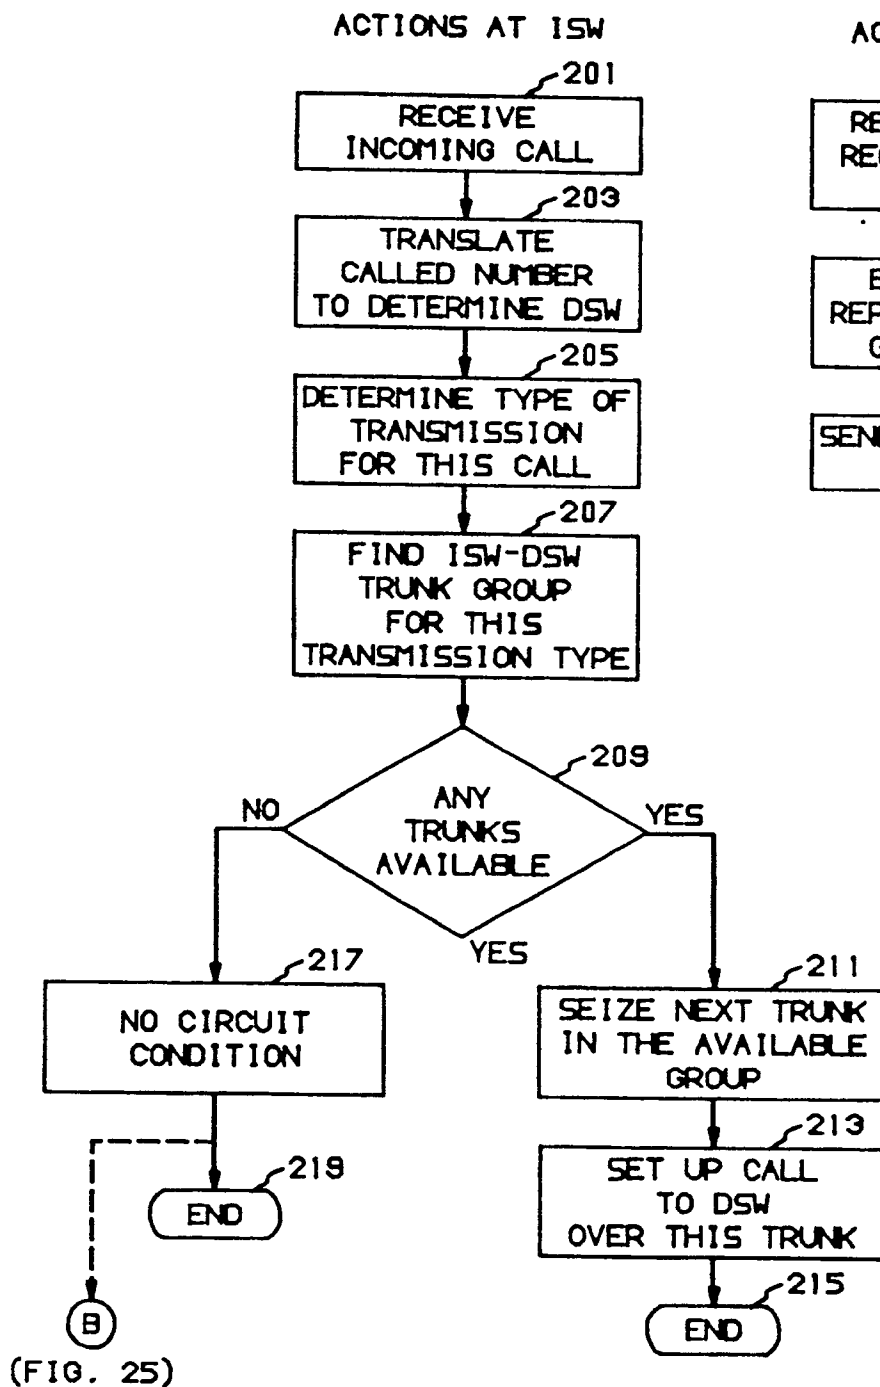 ACTIONS AT ISW
201
RECEIVE
INCOMING CALL
203
TRANSLATE
CALLED NUMBER
TO DETERMINE DSW
205
DETERMINE TYPE OF
TRANSMISSION
FOR THIS CALL
207
FIND ISW-DSW
TRUNK GROUP
FOR THIS
TRANSMISSION TYPE
209
ANY
TRUNKS
AVAILABLE
NO
YES
YES
217
NO CIRCUIT
CONDITION
219
END
B
(FIG. 25)
211
SEIZE NEXT TRUNK
IN THE AVAILABLE
GROUP
213
SET UP CALL
TO DSW
OVER THIS TRUNK
215
END